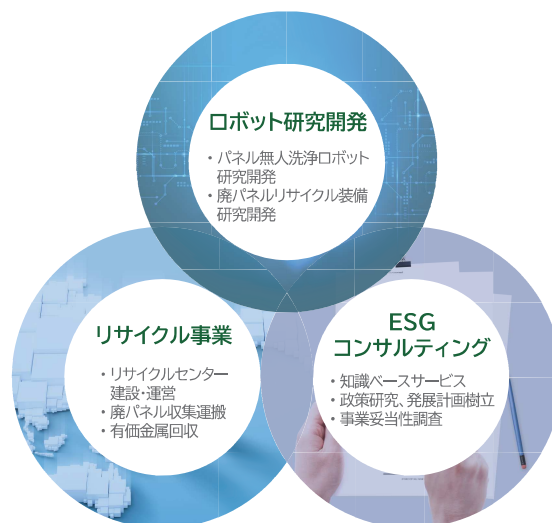 ロボット研究開発
・パネル無人洗浄ロボット
研究開発
・廃パネルリサイクル装備
研究開発
リサイクル事業
・リサイクルセンター
建設・運営
・廃パネル収集運搬
・有価金属回収
ESG
コンサルティング
・知識ベースサービス
・政策研究、発展計画樹立
・事業妥当性調査